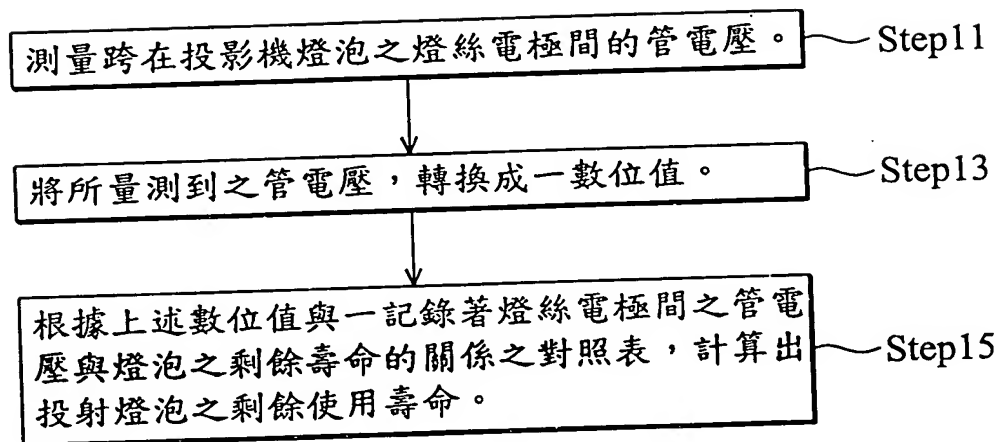 測量跨在投影機燈泡之燈絲電極間的管電壓。
Step11
將所量測到之管電壓,轉換成一數位值。
Step13
根據上述數位值與一記錄著燈絲電極間之管電
壓與燈泡之剩餘壽命的關係之對照表,計算出
投射燈泡之剩餘使用壽命。
Step15